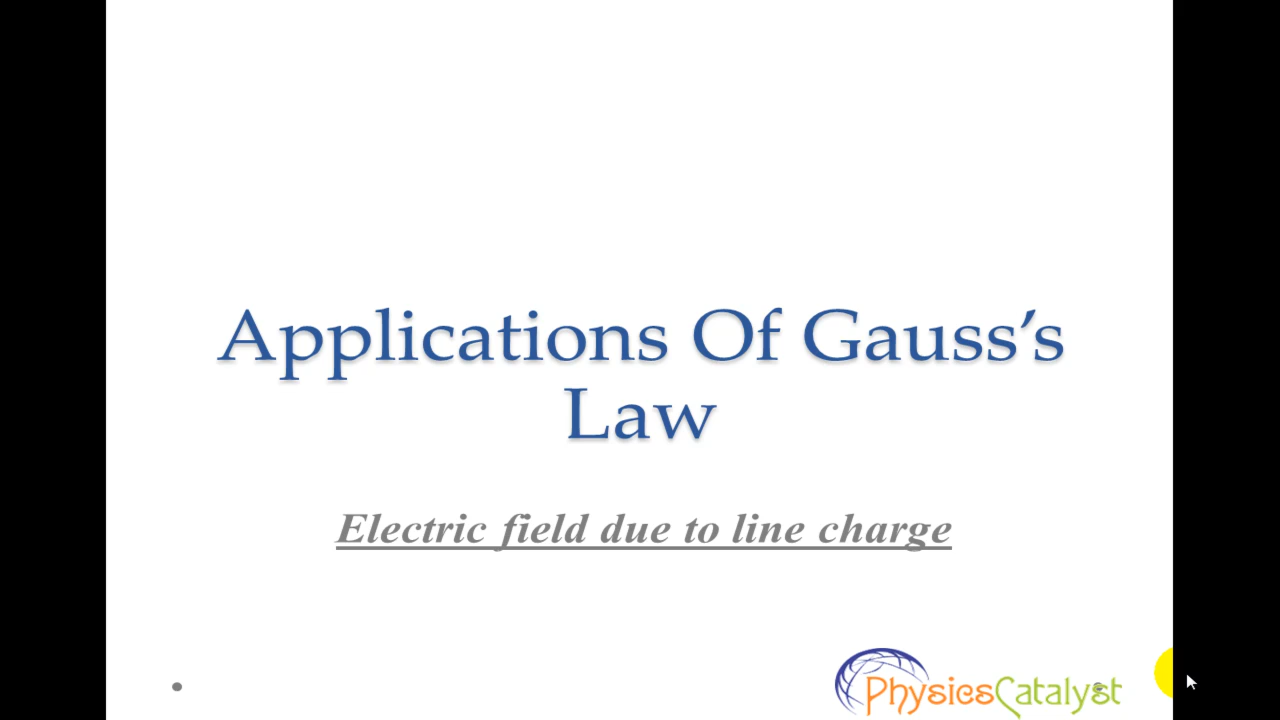 Applications Of Gauss’s
Law
Electric field due to line charge
PhysicsCatalyst